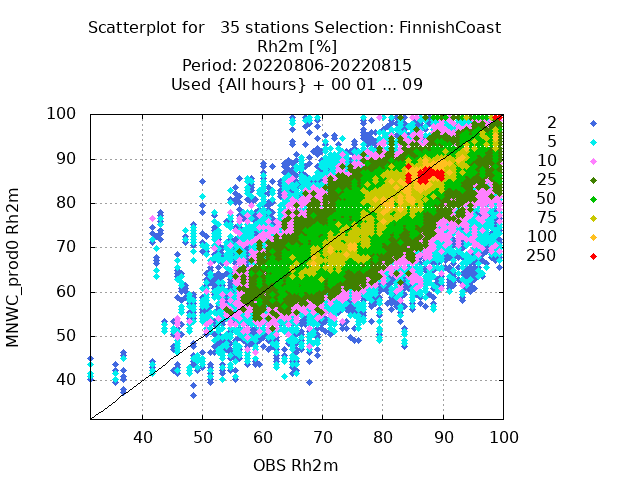 Scatterplot for   35 stations Selection: FinnishCoast
Rh2m [%]
Period: 20220806-20220815
Used {All hours} + 00 01 ... 09
MNWC_prod0 Rh2m
100
90
80
70
60
50
40
40 50 60 70 80 90 100
OBS Rh2m
2
5
10
25
50
75
100
250